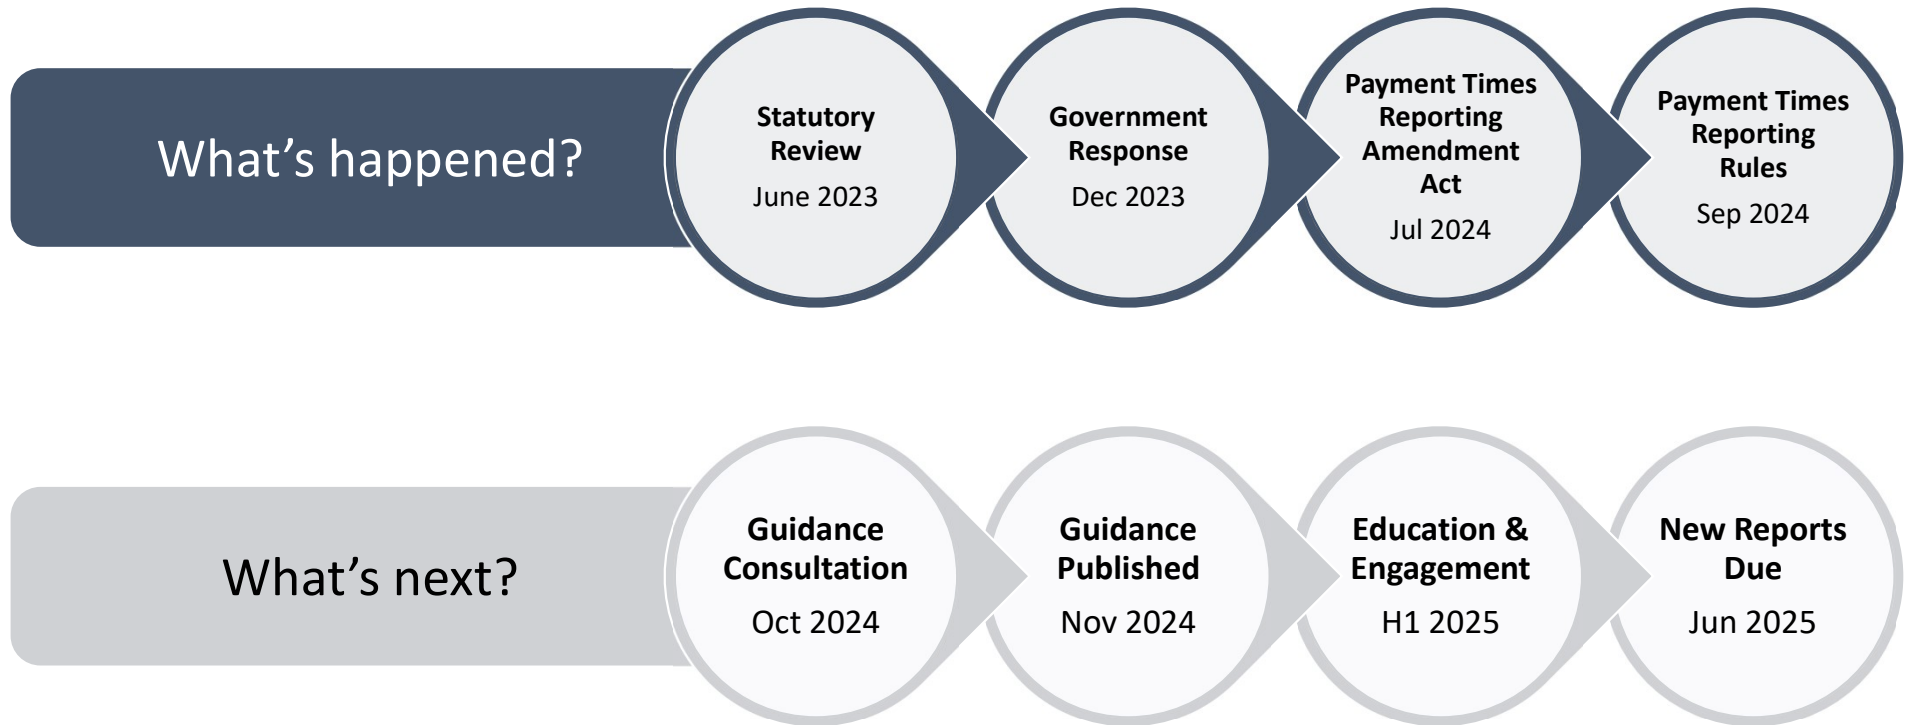 What’s happened?
Statutory
Review
June 2023
Government
Response
Dec 2023
Payment Times
Reporting
Amendment
Act
Jul 2024
Payment Times
Reporting
Rules
Sep 2024
What’s next?
Guidance
Consultation
Oct 2024
Guidance
Published
Nov 2024
Education &
Engagement
H1 2025
New Reports
Due
Jun 2025